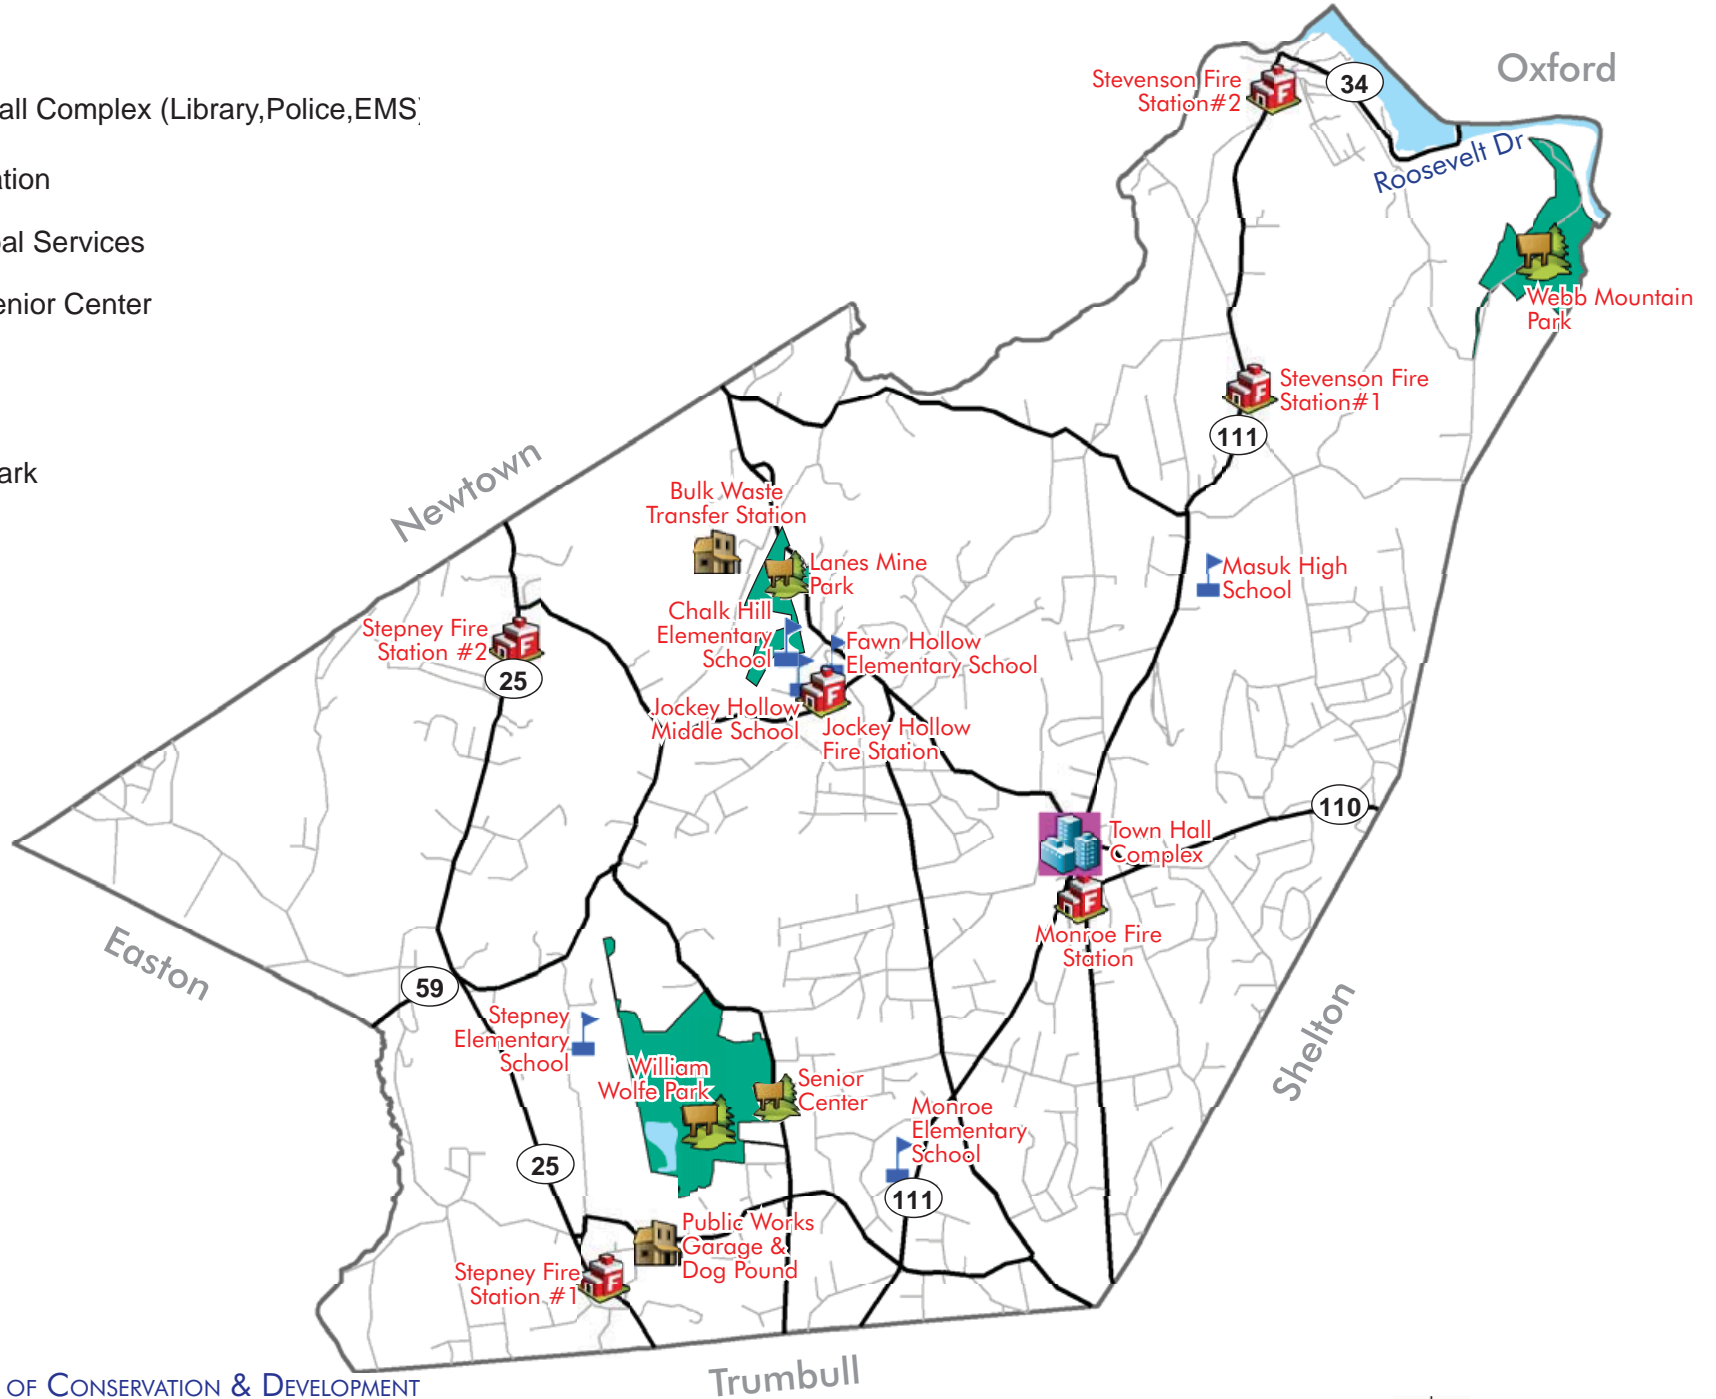 all Complex (Library,Police,EMS)
ation
pal Services
enior Center
ark
Oxford
34
Stevenson Fire
Station#2
Roosevelt Dr
Webb Mountain
Park
Stevenson Fire
Station#1
111
Newtown
Bulk Waste
Transfer Station
Lanes Mine
Park
Masuk High
School
Chalk Hill
Elementary
School
Stepney Fire
Station #2
25
Fawn Hollow
Elementary School
Jockey Hollow
Middle School
Jockey Hollow
Fire Station
110
Town Hall
Complex
Monroe Fire
Station
Easton
59
Stepney
Elementary
School
William
Wolfe Park
Senior
Center
Monroe
Elementary
School
Shelton
25
111
Public Works
Garage &
Dog Pound
Stepney Fire
Station #1
Trumbull
OF CONSERVATION & DEVELOPMENT